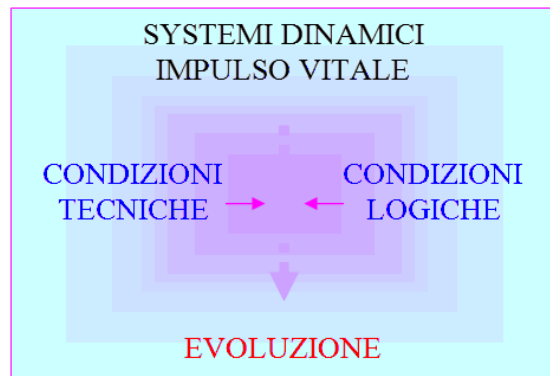 SYSTEMI DINAMICI
IMPULSO VITALE
CONDIZIONI
TECNICHE
CONDIZIONI
LOGICHE
EVOLUZIONE